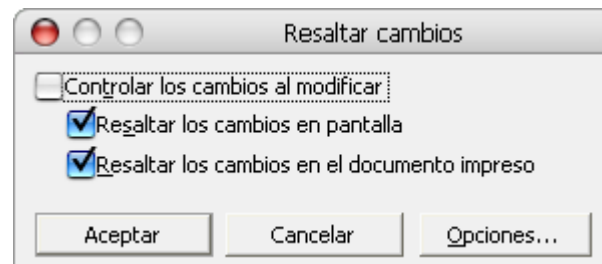 Resaltar cambios
Controlar los cambios al modificar
Resaltar los cambios en pantalla
Resaltar los cambios en el documento impreso
Aceptar Cancelar Opciones...